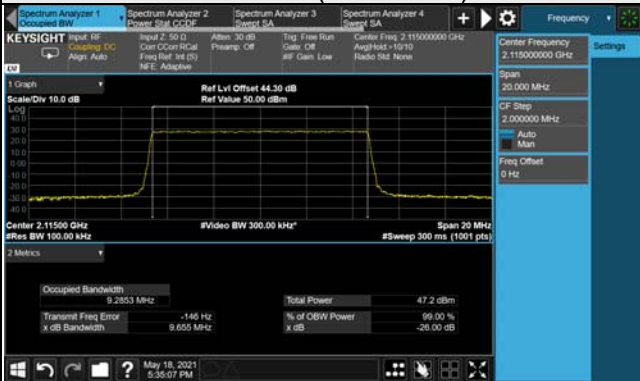 Spectrum Analyzer 1
Occupied BW
Spectrum Analyzer 2
Power Stat CCDF
Spectrum Analyzer 3
Swept SA
Spectrum Analyzer 4
Swept SA
+
Frequency
KEYSIGHT
Input: RF
Coupling: DC
Align: Auto
Input Z: 50 Ω
Corr CCorr RCal
Freq Ref: Int (S)
NFE: Adaptive
Atten: 30 dB
Preamp: Off
Trig: Free Run
Gate: Off
#IF Gain: Low
Center Freq: 2.115000000 GHz
Avg|Hold:>10/10
Radio Std: None
Center Frequency
2.115000000 GHz
Settings
Span
20.000 MHz
CF Step
2.000000 MHz
Auto
Man
Freq Offset
0 Hz
1 Graph
Scale/Div 10.0 dB
Ref Lvl Offset 44.30 dB
Ref Value 50.00 dBm
Log
40.0
30.0
20.0
10.0
0.00
-10.0
-20.0
-30.0
-40.0
Center 2.11500 GHz
#Res BW 100.00 kHz
#Video BW 300.00 kHz*
Span 20 MHz
#Sweep 300 ms (1001 pts)
2 Metrics
Occupied Bandwidth
9.2853 MHz
Transmit Freq Error -146 Hz
x dB Bandwidth 9.655 MHz
Total Power 47.2 dBm
% of OBW Power 99.00 %
x dB -26.00 dB
?
May 18, 2021
5:35:07 PM